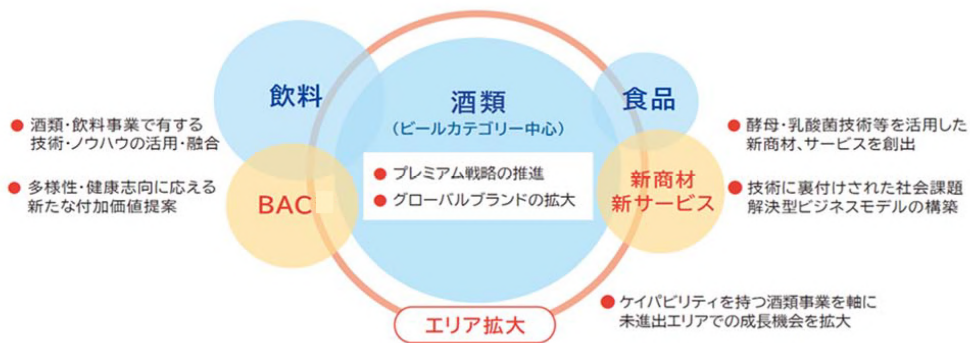 飲料
酒類
(ビールカテゴリー中心)
食品
● 酒類・飲料事業で有する
技術・ノウハウの活用・融合
● 多様性・健康志向に応える
新たな付加価値提案
BAC
● プレミアム戦略の推進
● グローバルブランドの拡大
新商材
新サービス
● 酵母・乳酸菌技術等を活用した
新商材、サービスを創出
● 技術に裏付けされた社会課題
解決型ビジネスモデルの構築
エリア拡大
● ケイパビリティを持つ酒類事業を軸に
未進出エリアでの成長機会を拡大